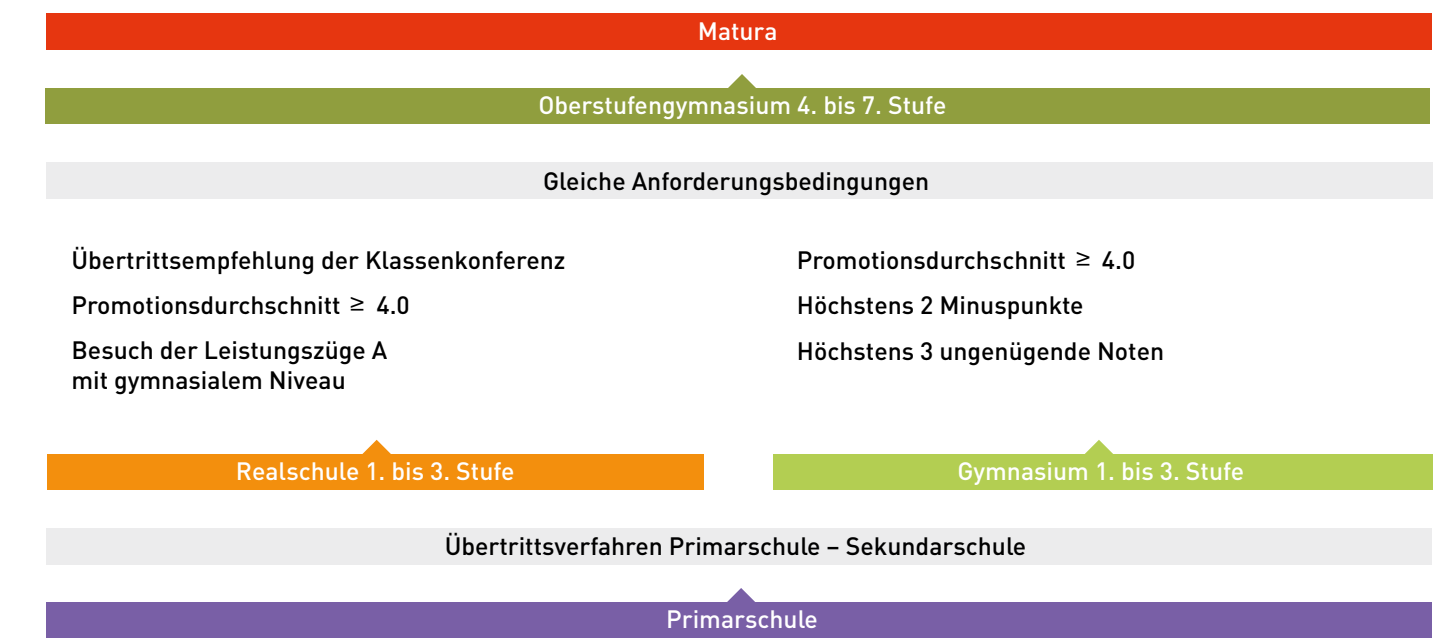 Matura
Oberstufengymnasium 4. bis 7. Stufe
Gleiche Anforderungsbedingungen
Übertrittsempfehlung der Klassenkonferenz
Promotionsdurchschnitt ≥ 4.0
Besuch der Leistungszüge A
mit gymnasialem Niveau
Promotionsdurchschnitt ≥ 4.0
Höchstens 2 Minuspunkte
Höchstens 3 ungenügende Noten
Realschule 1. bis 3. Stufe
Gymnasium 1. bis 3. Stufe
Übertrittsverfahren Primarschule – Sekundarschule
Primarschule